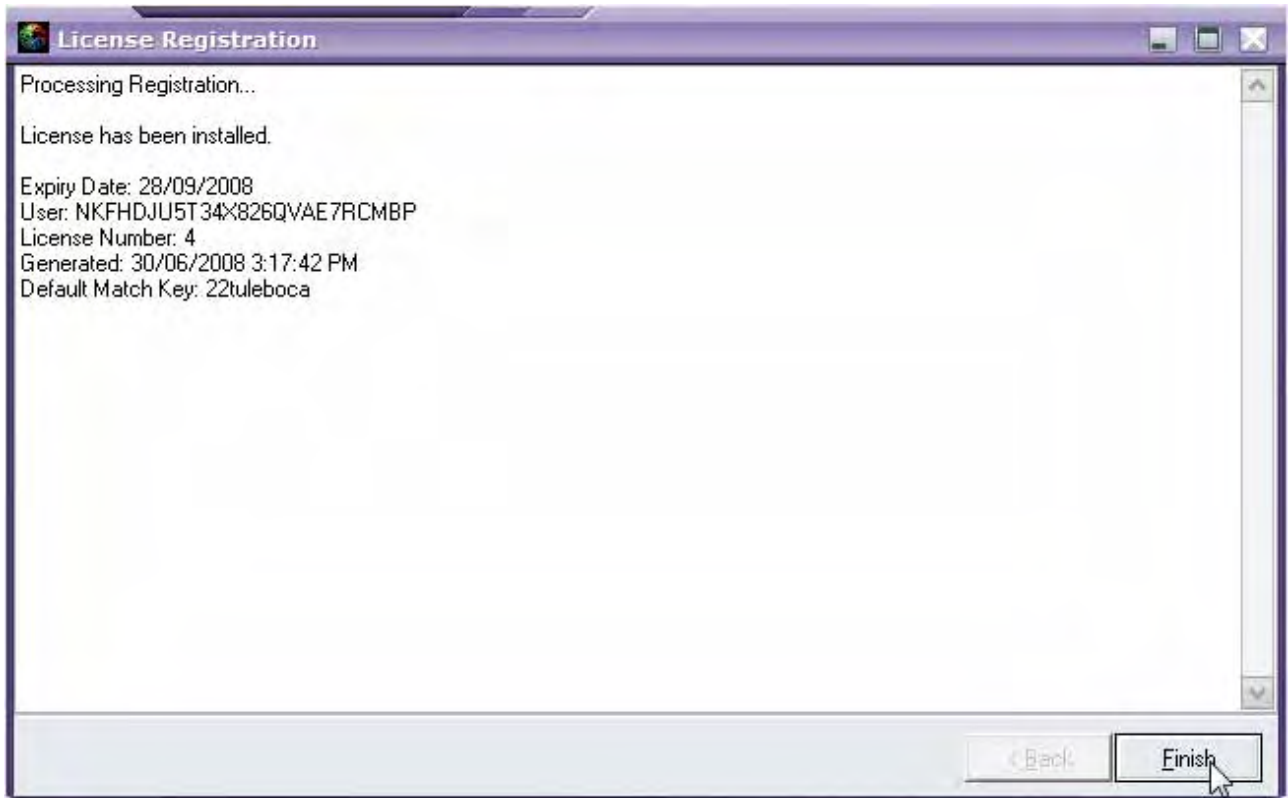 License Registration
Processing Registration...
License has been installed.
Expiry Date: 28/09/2008
User: NKFHDJU5T34X826QVAE7RCMBP
License Number: 4
Generated: 30/06/2008 3:17:42 PM
Default Match Key: 22tuleboca
< Back
Finish